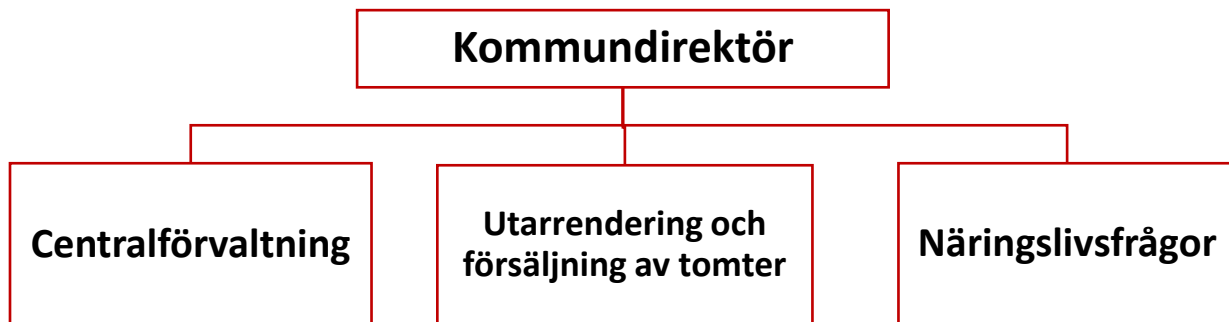 Kommundirektör
Centralförvaltning
Utarrendering och
försäljning av tomter
Näringslivsfrågor